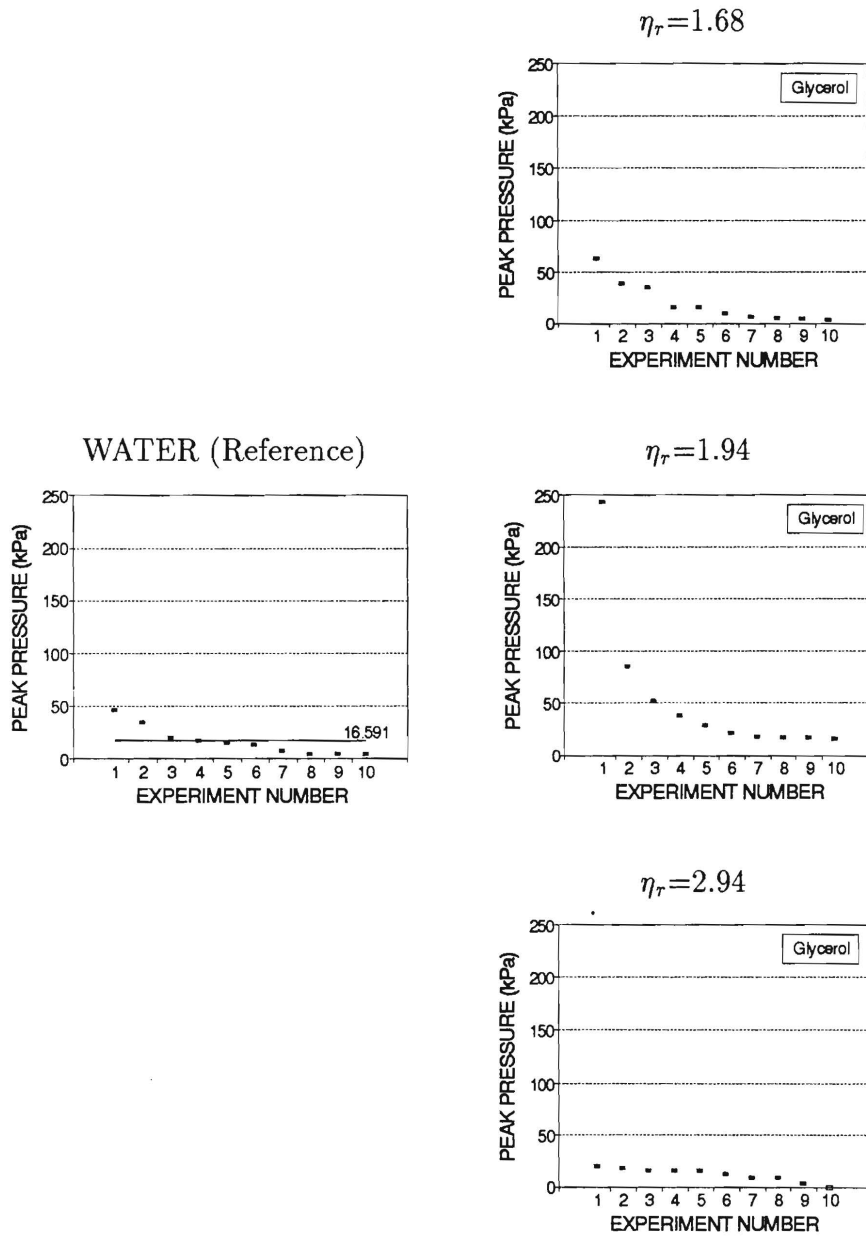 ηr=1.68
250
200
150
100
50
0
PEAK PRESSURE (kPa)
Glycerol
1 2 3 4 5 6 7 8 9 10
EXPERIMENT NUMBER
WATER (Reference)
250
200
150
100
50
0
PEAK PRESSURE (kPa)
16.591
1 2 3 4 5 6 7 8 9 10
EXPERIMENT NUMBER
ηr=1.94
250
200
150
100
50
0
PEAK PRESSURE (kPa)
Glycerol
1 2 3 4 5 6 7 8 9 10
EXPERIMENT NUMBER
ηr=2.94
250
200
150
100
50
0
PEAK PRESSURE (kPa)
Glycerol
1 2 3 4 5 6 7 8 9 10
EXPERIMENT NUMBER